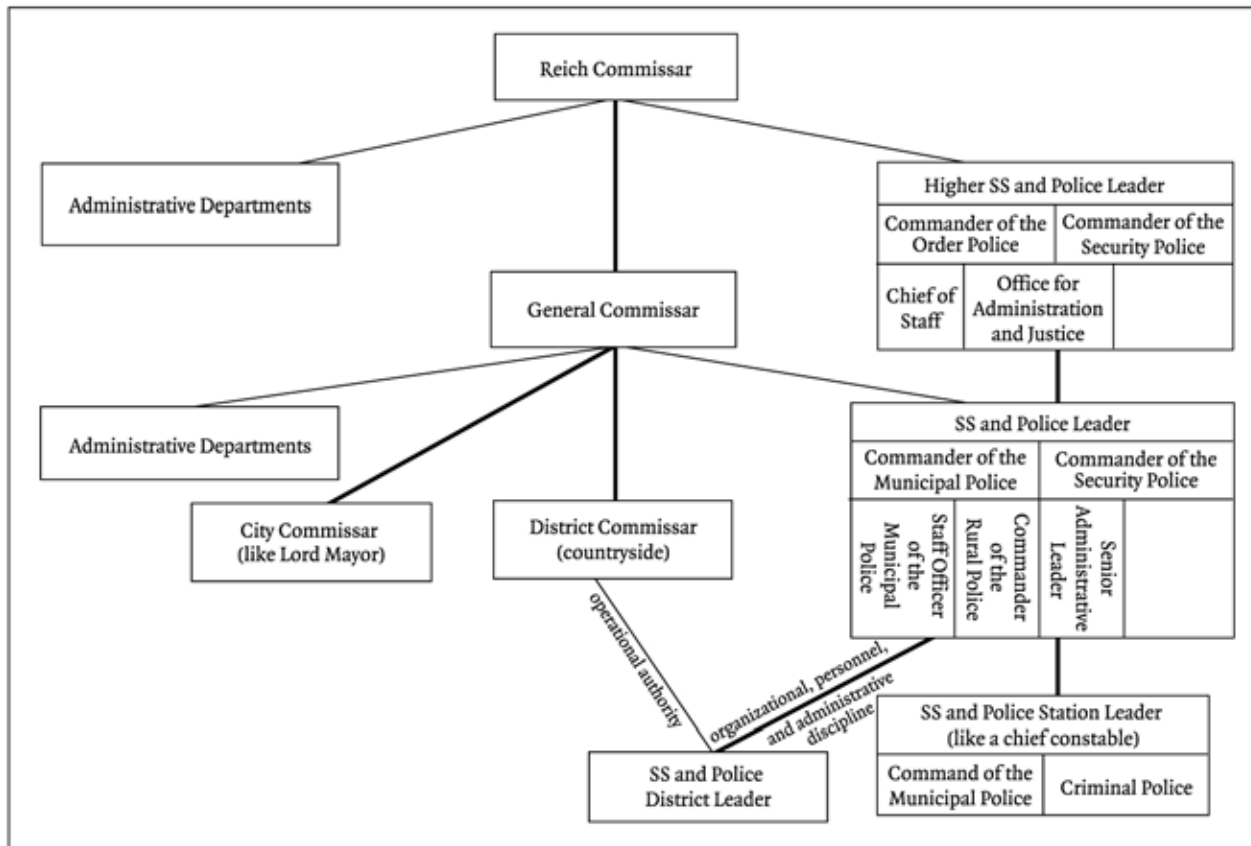 Reich Commissar
Administrative Departments
Higher SS and Police Leader
Commander of the
Order Police
Commander of the
Security Police
Chief of
Staff
Office for
Administration
and Justice
General Commissar
Administrative Departments
SS and Police Leader
Commander of the
Municipal Police
Commander of the
Security Police
Staff Officer
of the
Municipal
Police
Commander
of the
Rural Police
Senior
Administrative
Leader
City Commissar
(like Lord Mayor)
District Commissar
(countryside)
operational authority
organizational, personnel,
and administrative
discipline
SS and Police
District Leader
SS and Police Station Leader
(like a chief constable)
Command of the
Municipal Police
Criminal Police